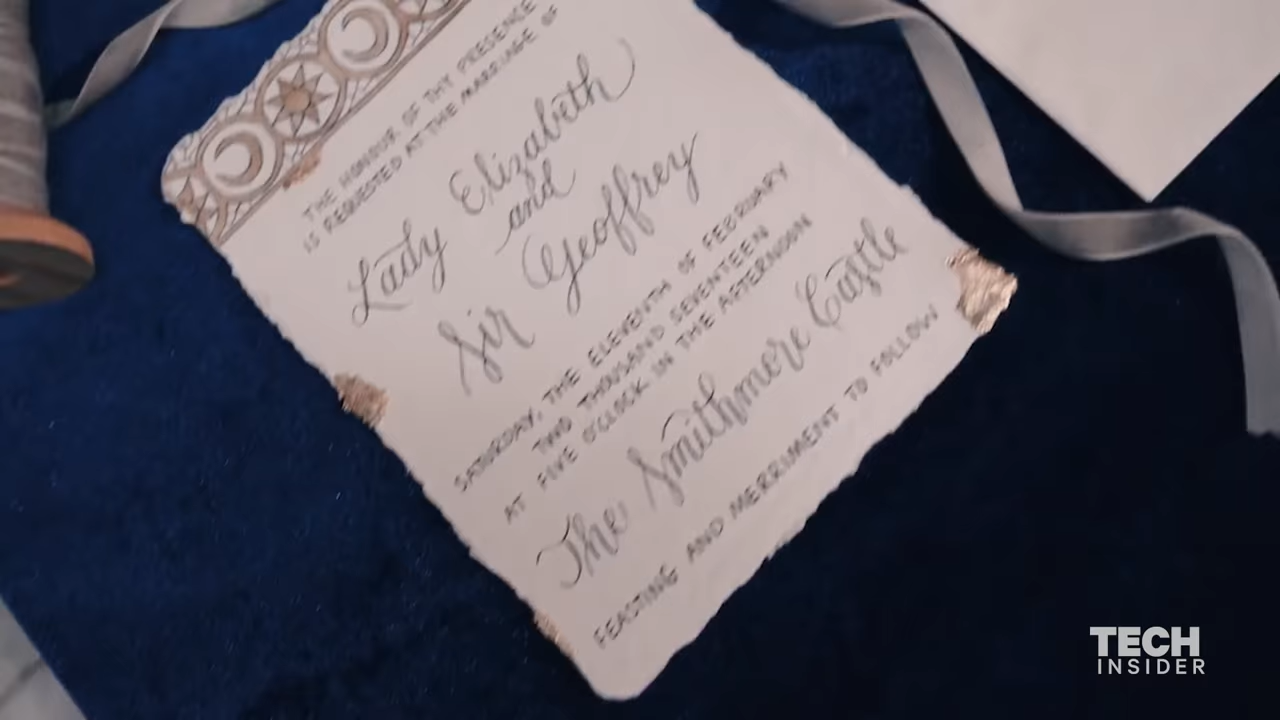 THE HONOUR OF THY PRESENCE
IS REQUESTED AT THE MARRIAGE OF
Lady Elizabeth
and
Sir Geoffrey
SATURDAY, THE ELEVENTH OF FEBRUARY
TWO THOUSAND SEVENTEEN
AT FIVE O'CLOCK IN THE AFTERNOON
The Smithmore Castle
FEASTING AND MERRIMENT TO FOLLOW
TECH
INSIDER